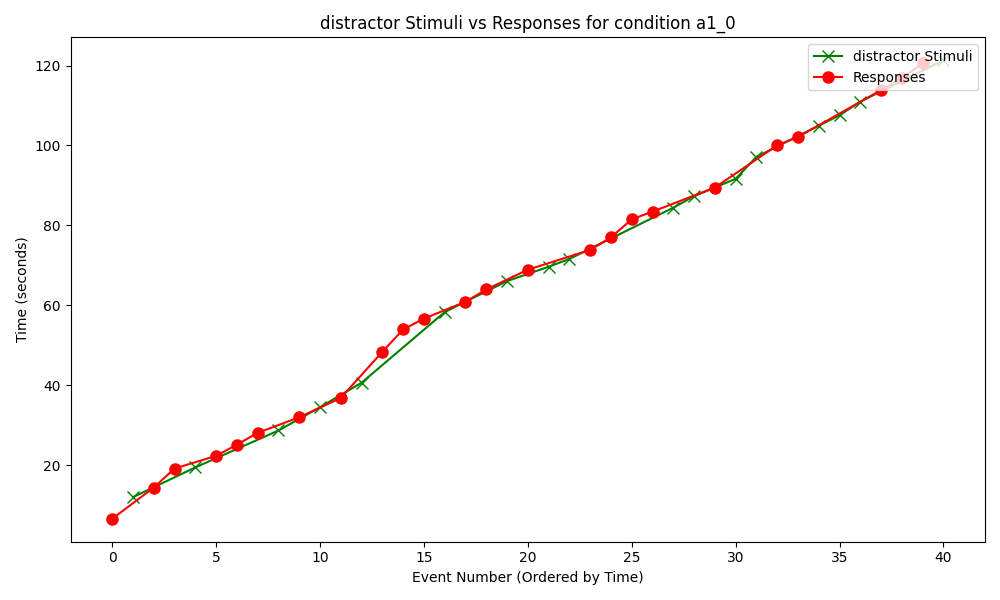 distractor Stimuli vs Responses for condition a1_0
distractor Stimuli
Responses
Time (seconds)
120
100
80
60
40
20
0 5 10 15 20 25 30 35 40
Event Number (Ordered by Time)